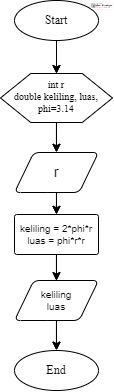 Start
int r
double keliling, luas,
phi=3.14
r
keliling = 2*phi*r
luas = phi*r*r
keliling
luas
End